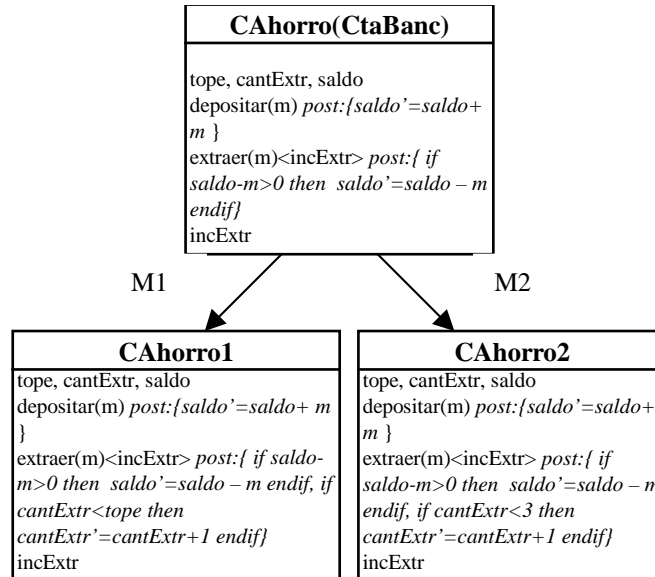 CAhorro(CtaBanc)
tope, cantExtr, saldo
depositar(m) post:{saldo’=saldo+
m }
extraer(m)<incExtr> post:{ if
saldo-m>0 then saldo’=saldo – m
endif}
incExtr
M1
M2
CAhorro1
tope, cantExtr, saldo
depositar(m) post:{saldo’=saldo+ m
}
extraer(m)<incExtr> post:{ if saldo-
m>0 then saldo’=saldo – m endif, if
cantExtr<tope then
cantExtr’=cantExtr+1 endif}
incExtr
CAhorro2
tope, cantExtr, saldo
depositar(m) post:{saldo’=saldo+
m }
extraer(m)<incExtr> post:{ if
saldo-m>0 then saldo’=saldo – m
endif, if cantExtr<3 then
cantExtr’=cantExtr+1 endif}
incExtr